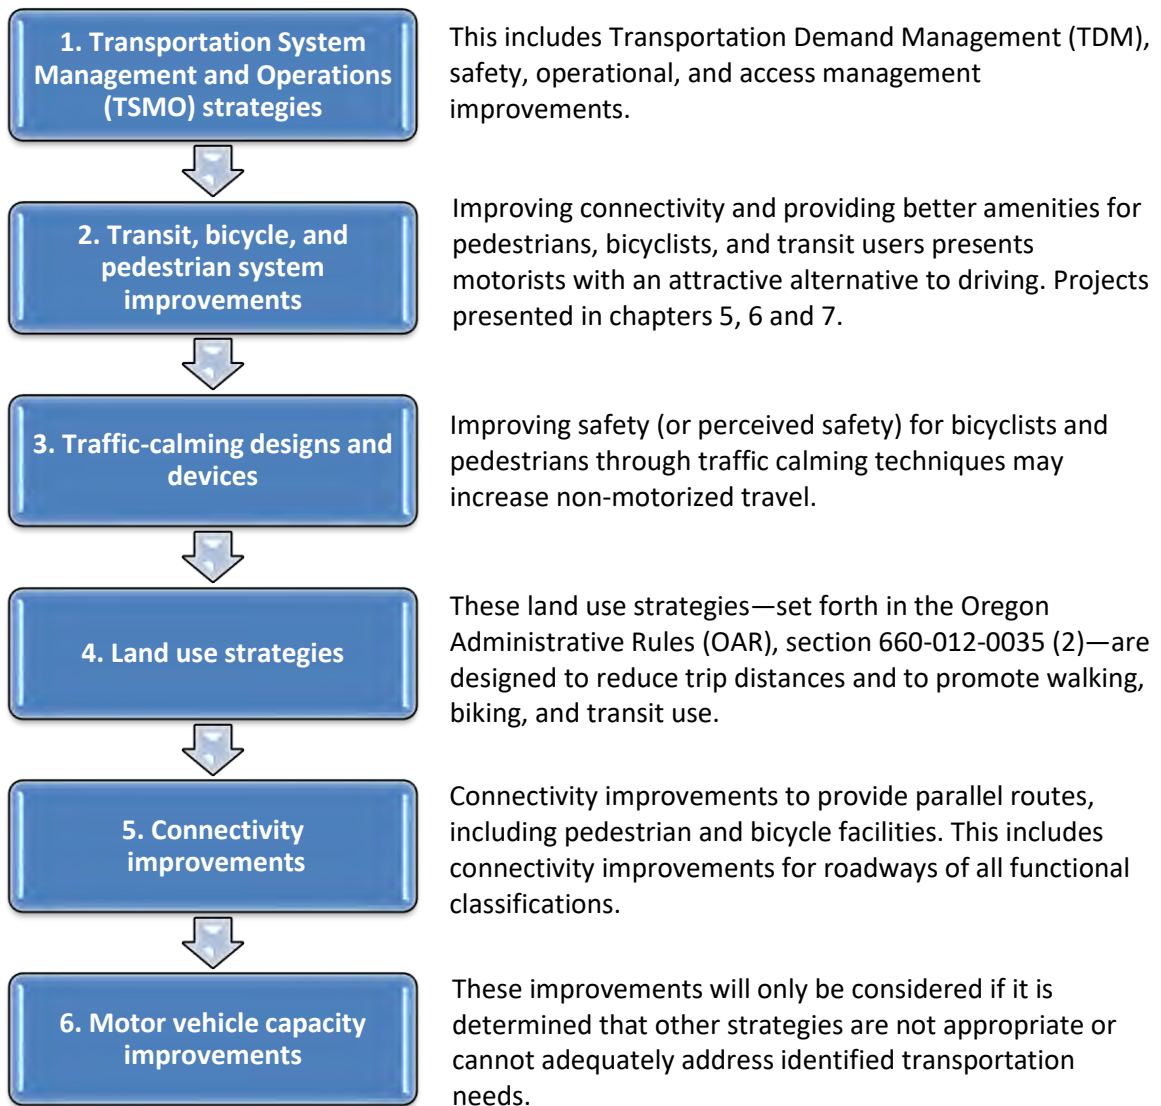 1. Transportation System
Management and Operations
(TSMO) strategies
This includes Transportation Demand Management (TDM),
safety, operational, and access management
improvements.
2. Transit, bicycle, and
pedestrian system
improvements
Improving connectivity and providing better amenities for
pedestrians, bicyclists, and transit users presents
motorists with an attractive alternative to driving. Projects
presented in chapters 5, 6 and 7.
3. Traffic-calming designs and
devices
Improving safety (or perceived safety) for bicyclists and
pedestrians through traffic calming techniques may
increase non-motorized travel.
4. Land use strategies
These land use strategies—set forth in the Oregon
Administrative Rules (OAR), section 660-012-0035 (2)—are
designed to reduce trip distances and to promote walking,
biking, and transit use.
5. Connectivity
improvements
Connectivity improvements to provide parallel routes,
including pedestrian and bicycle facilities. This includes
connectivity improvements for roadways of all functional
classifications.
6. Motor vehicle capacity
improvements
These improvements will only be considered if it is
determined that other strategies are not appropriate or
cannot adequately address identified transportation
needs.